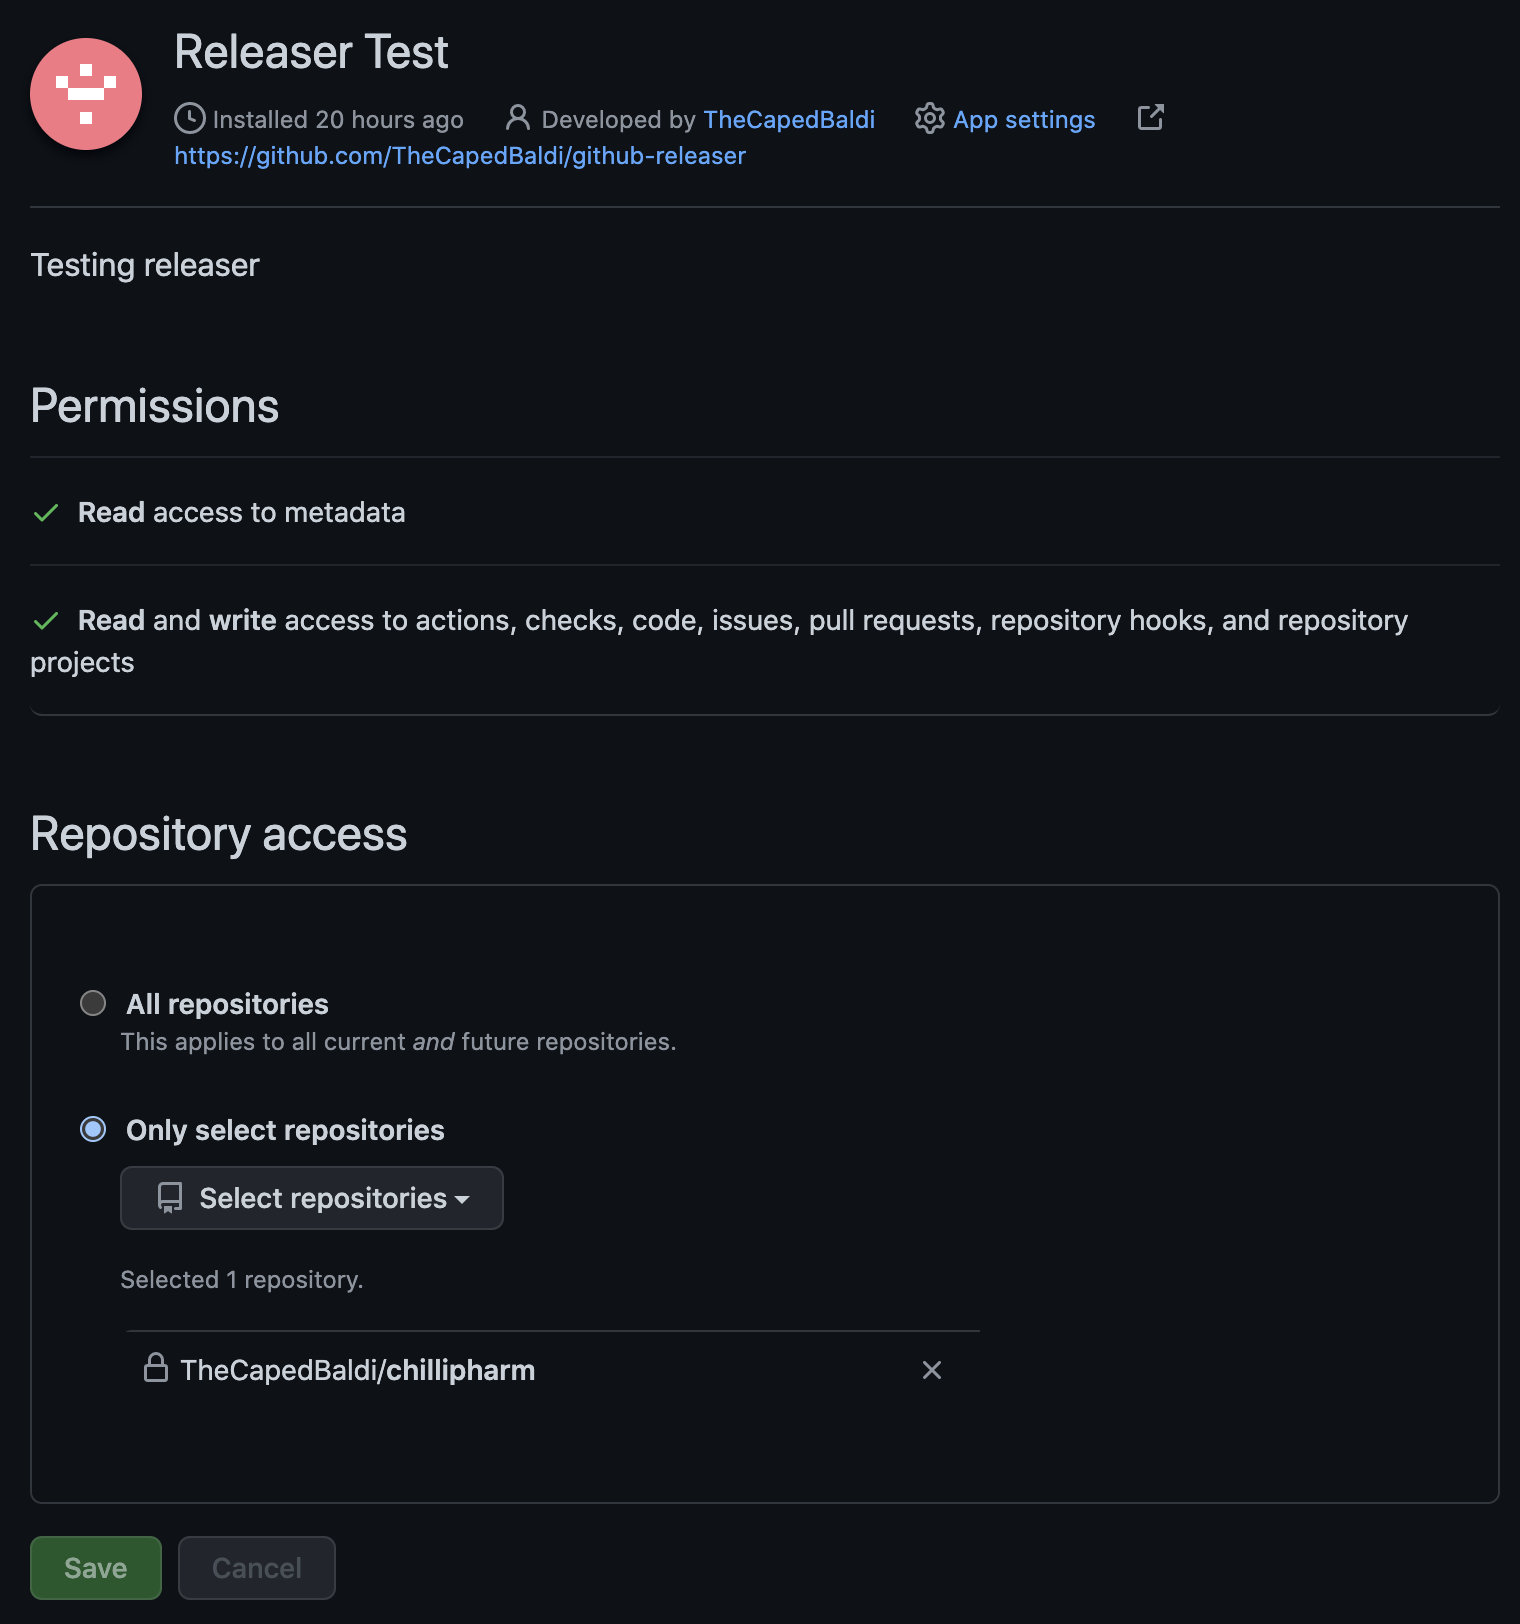 Releaser Test
Installed 20 hours ago Developed by TheCapedBaldi App settings
https://github.com/TheCapedBaldi/github-releaser
Testing releaser
Permissions
Read access to metadata
Read and write access to actions, checks, code, issues, pull requests, repository hooks, and repository
projects
Repository access
All repositories
This applies to all current and future repositories.
Only select repositories
Select repositories
Selected 1 repository.
TheCapedBaldi/chillipharm
Save Cancel